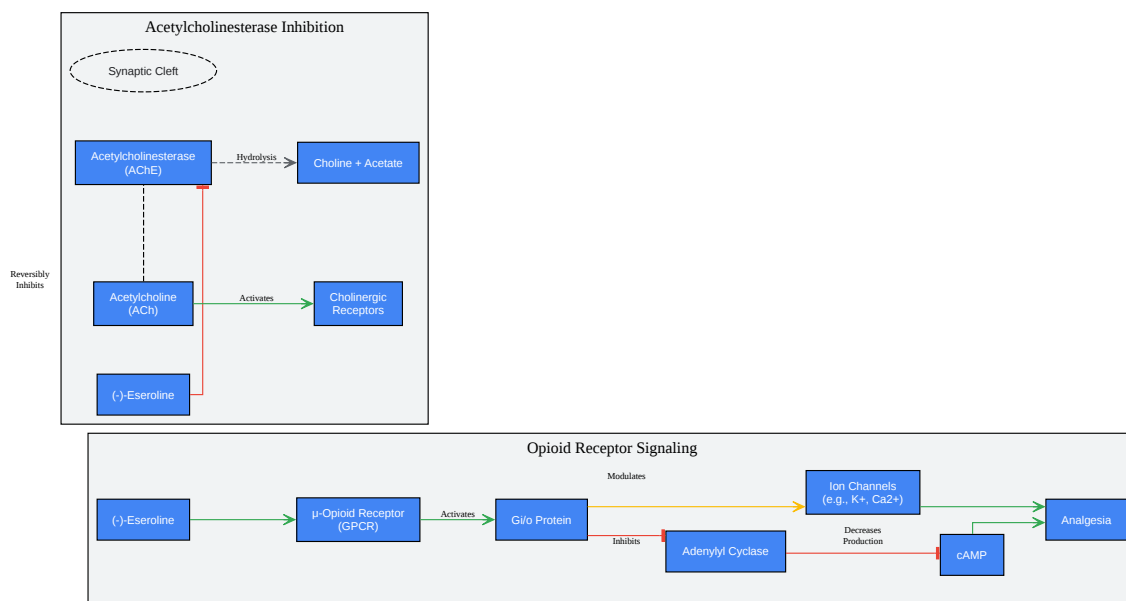 Acetylcholinesterase Inhibition
Synaptic Cleft
Acetylcholinesterase
(AChE)
Hydrolysis
Choline + Acetate
Reversibly
Inhibits
Acetylcholine
(ACh)
Activates
Cholinergic
Receptors
(-)-Eseroline
Opioid Receptor Signaling
(-)-Eseroline
μ-Opioid Receptor
(GPCR)
Activates
Gi/o Protein
Modulates
Inhibits
Ion Channels
(e.g., K+, Ca2+)
Adenylyl Cyclase
Decreases
Production
cAMP
Analgesia